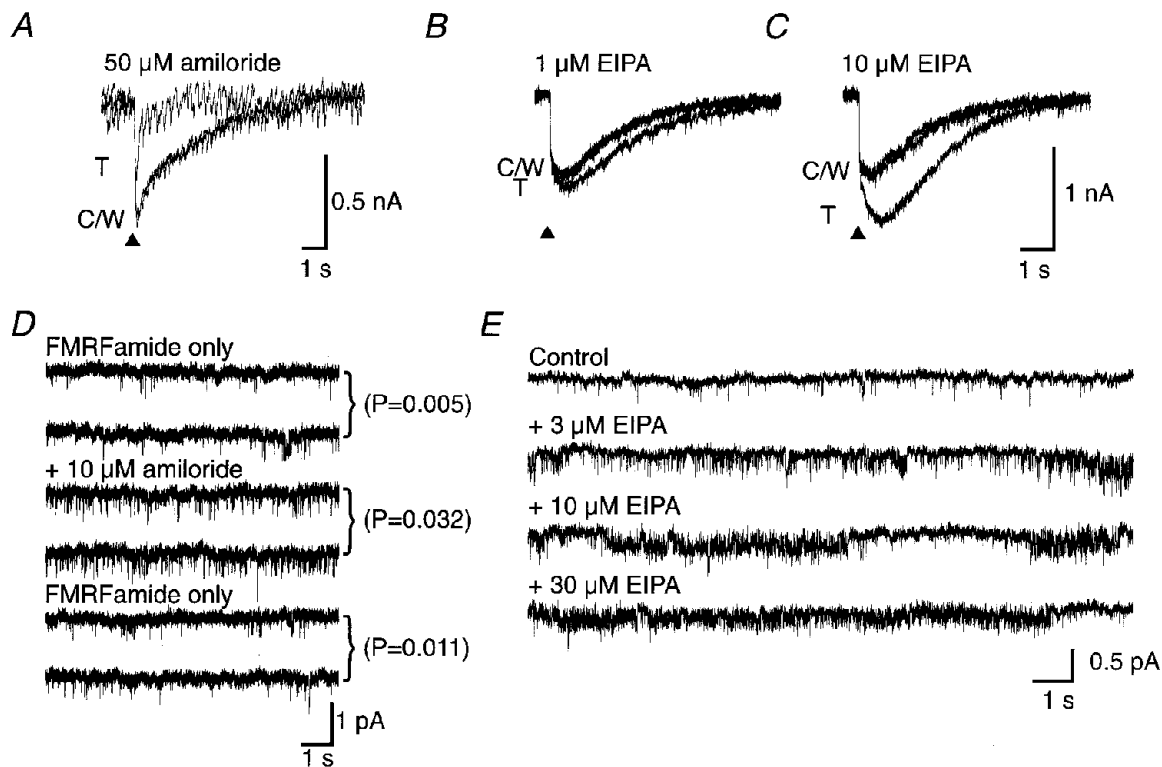 A
50 µM amiloride
T
C/W
0.5 nA
1 s
B
1 µM EIPA
C/W
T
C
10 µM EIPA
C/W
T
1 nA
1 s
D
FMRFamide only
(P=0.005)
+ 10 µM amiloride
(P=0.032)
FMRFamide only
(P=0.011)
1 pA
1 s
E
Control
+ 3 µM EIPA
+ 10 µM EIPA
+ 30 µM EIPA
0.5 pA
1 s